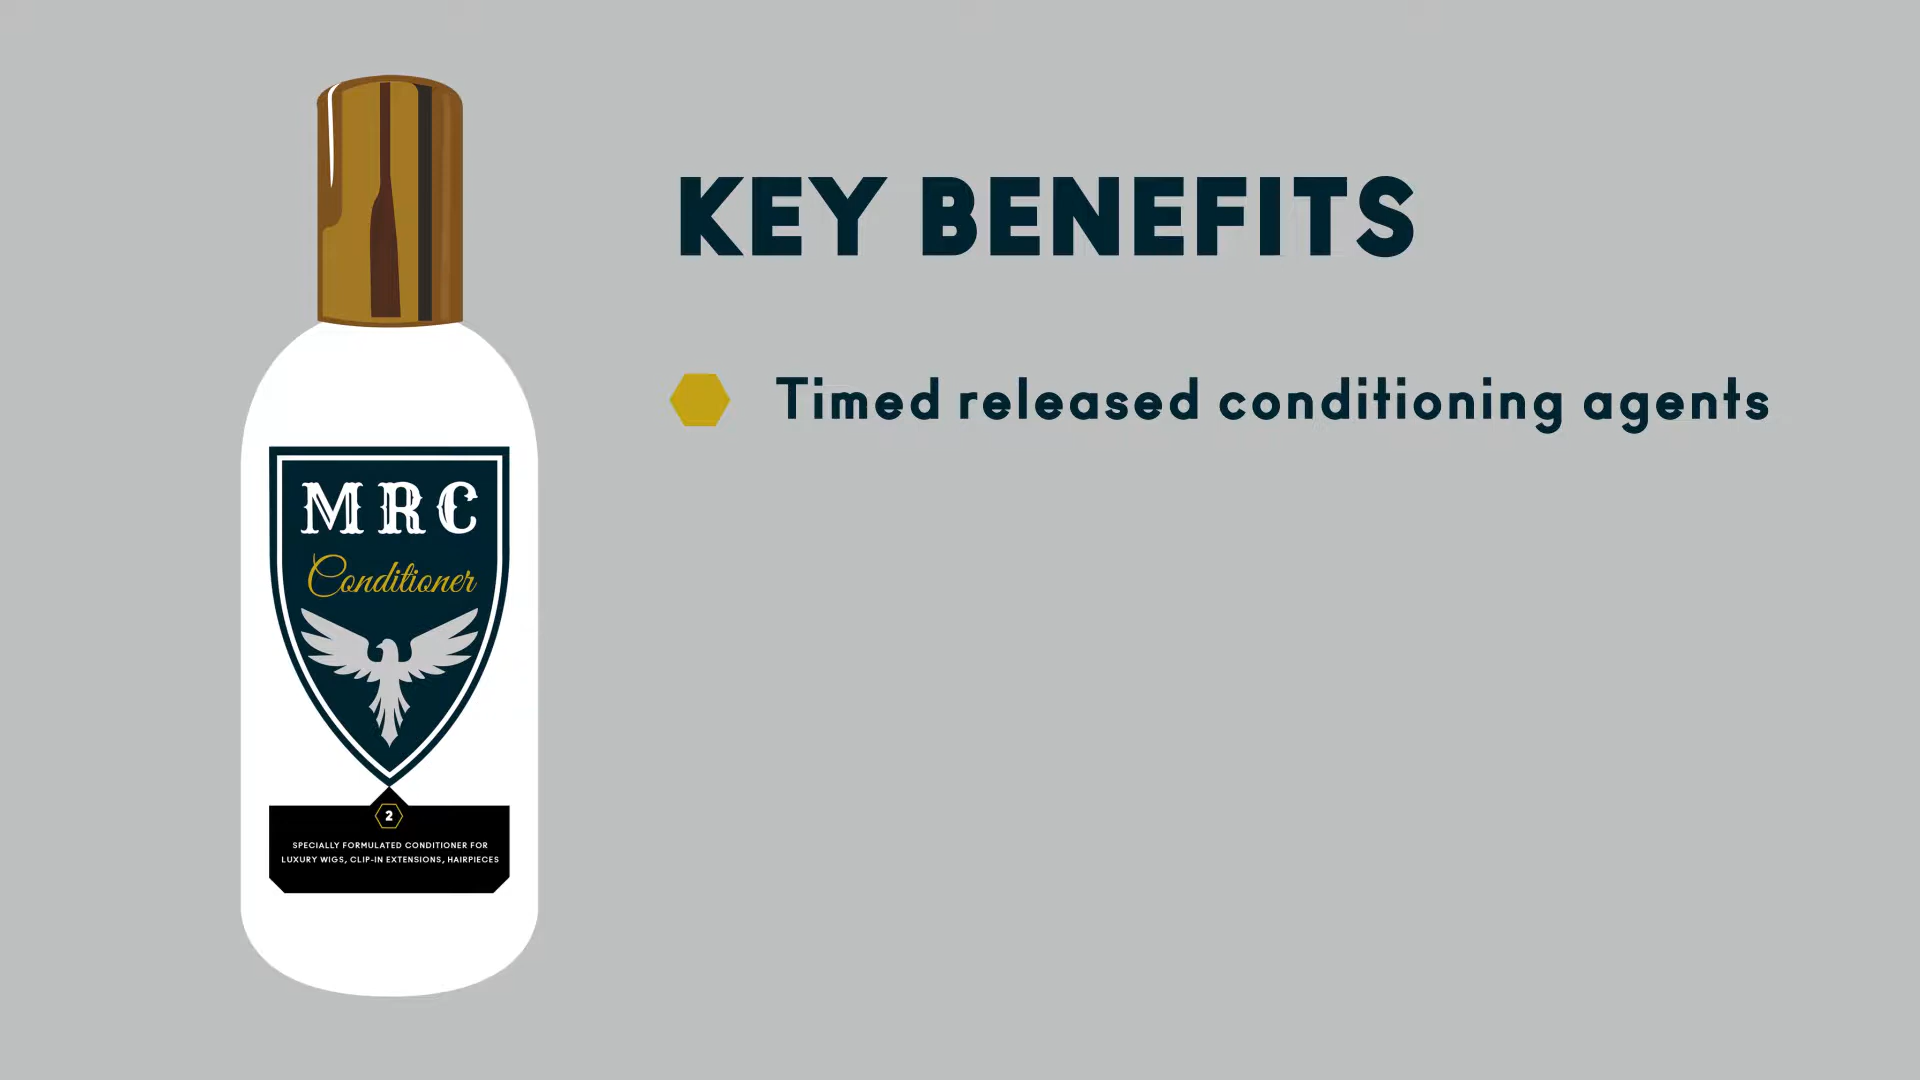 KEY BENEFITS
Timed released conditioning agents
MRC
Conditioner
2
SPECIALLY FORMULATED CONDITIONER FOR
LUXURY WIGS, CLIP-IN EXTENSIONS, HAIRPIECES